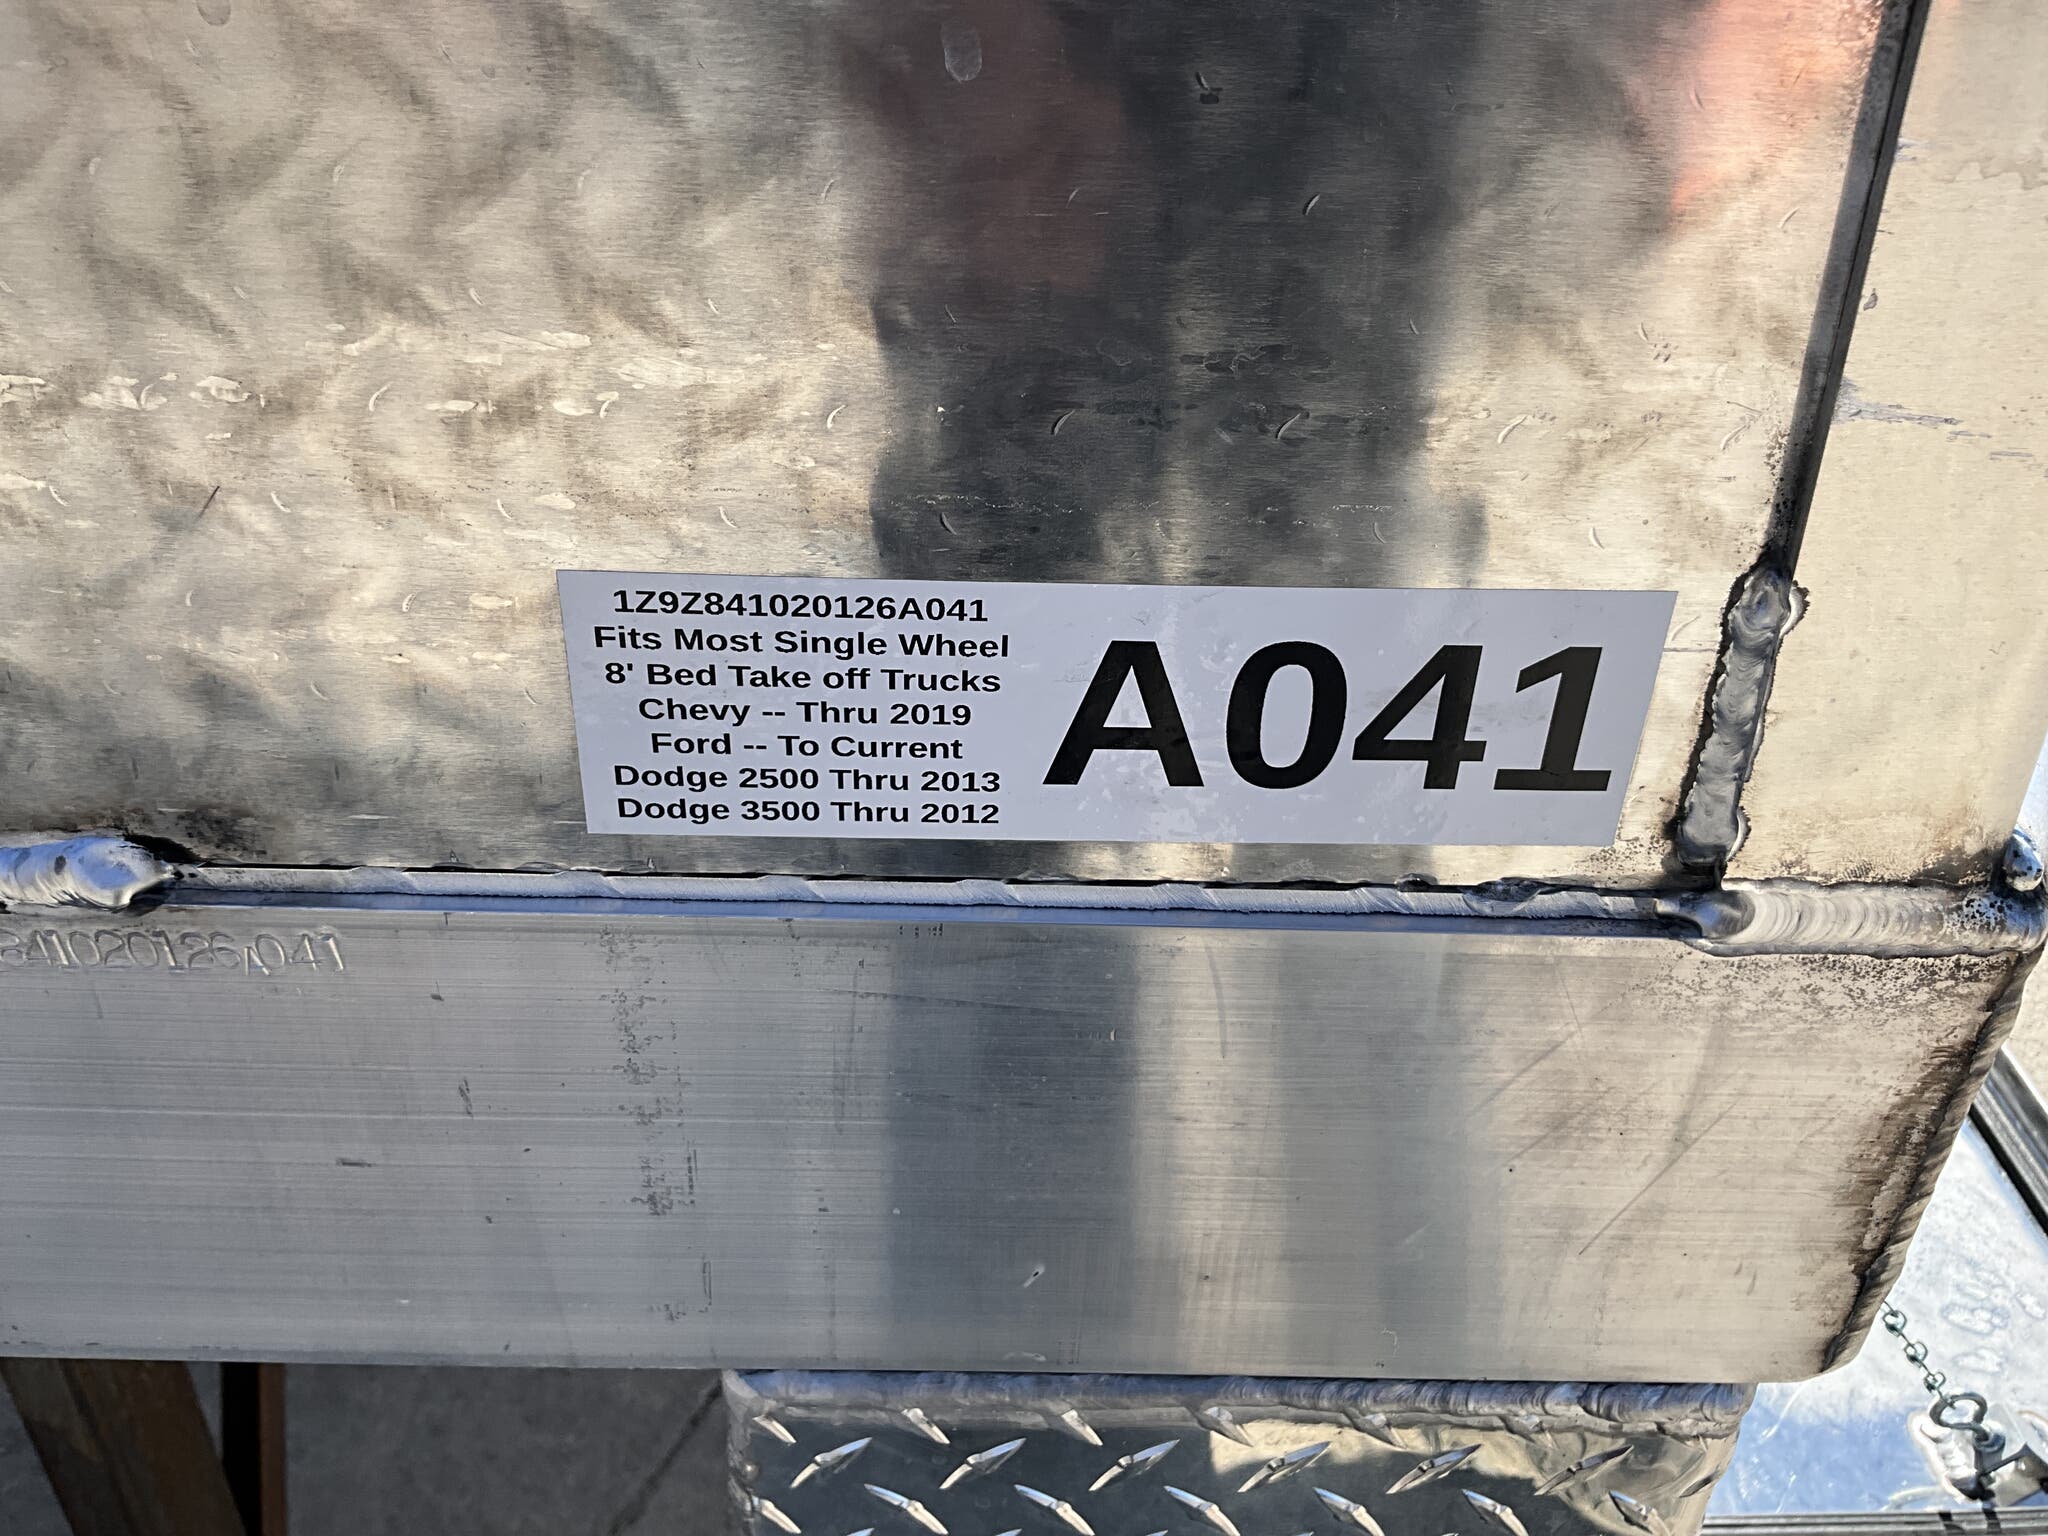 1Z9Z841020126A041
Fits Most Single Wheel
8' Bed Take off Trucks
Chevy -- Thru 2019
Ford -- To Current
Dodge 2500 Thru 2013
Dodge 3500 Thru 2012
A041
841020126A041